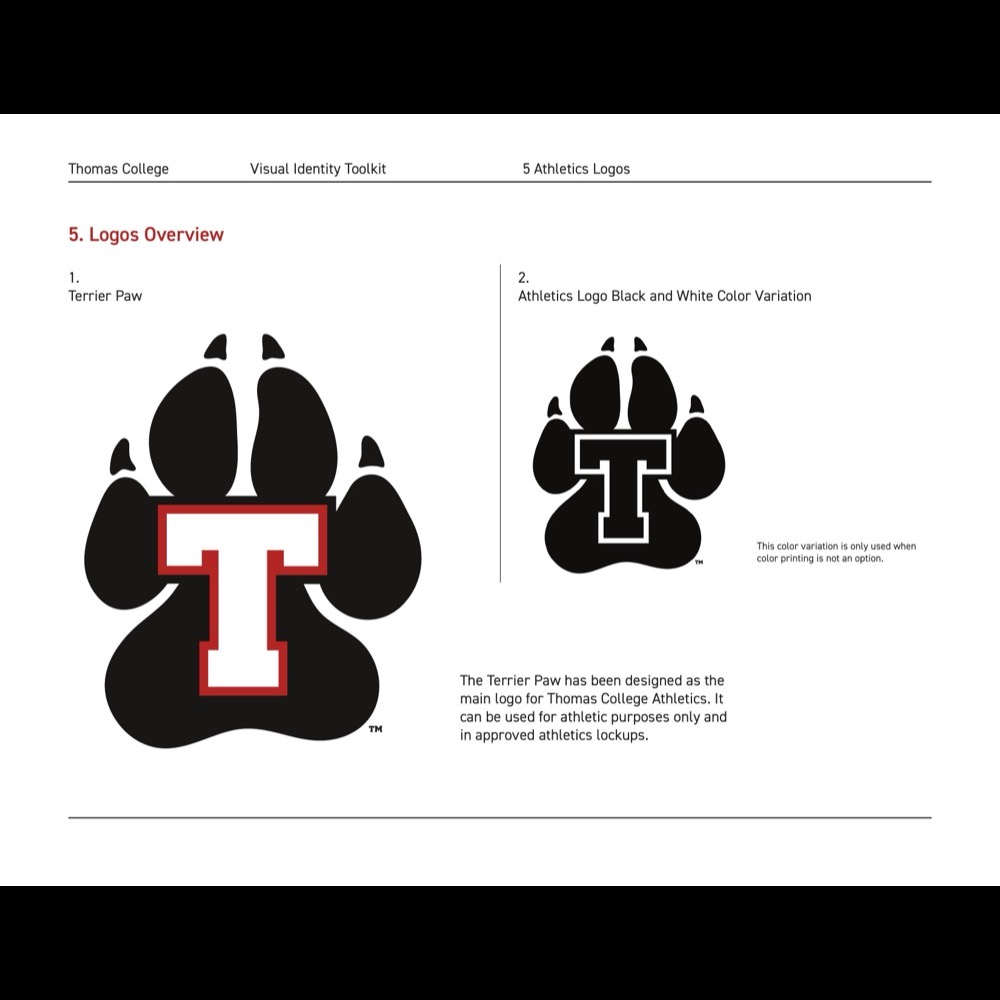 Thomas College Visual Identity Toolkit 5 Athletics Logos
5. Logos Overview
1.
Terrier Paw
T
TM
2.
Athletics Logo Black and White Color Variation
T
TM
This color variation is only used when
color printing is not an option.
The Terrier Paw has been designed as the
main logo for Thomas College Athletics. It
can be used for athletic purposes only and
in approved athletics lockups.